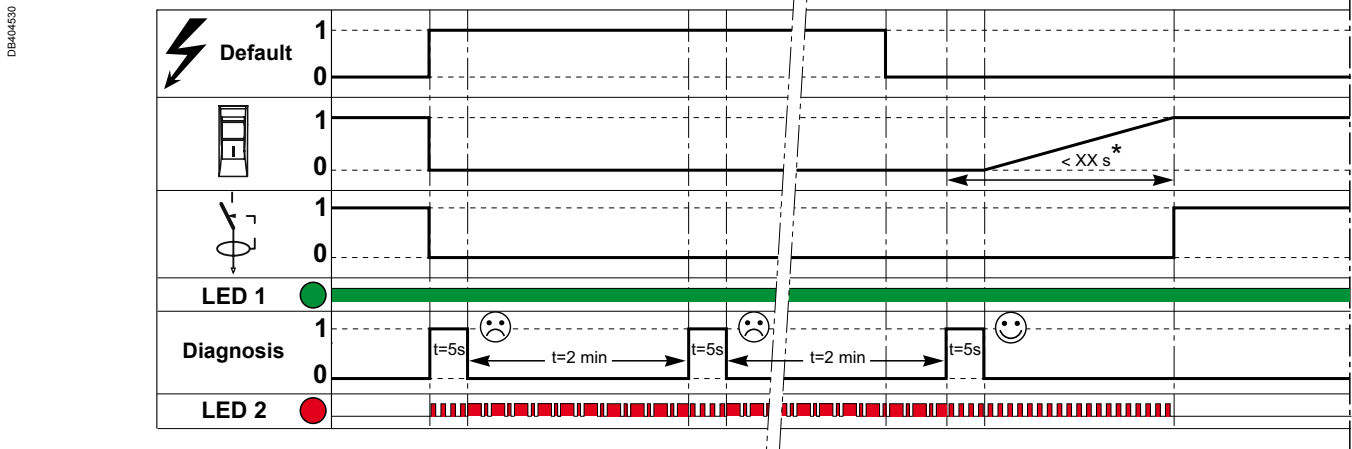 DB404530
Default
1
0
1
0
< XX s*
1
0
LED 1
Diagnosis
1
0
t=5s
t=2 min
t=5s
t=2 min
t=5s
LED 2